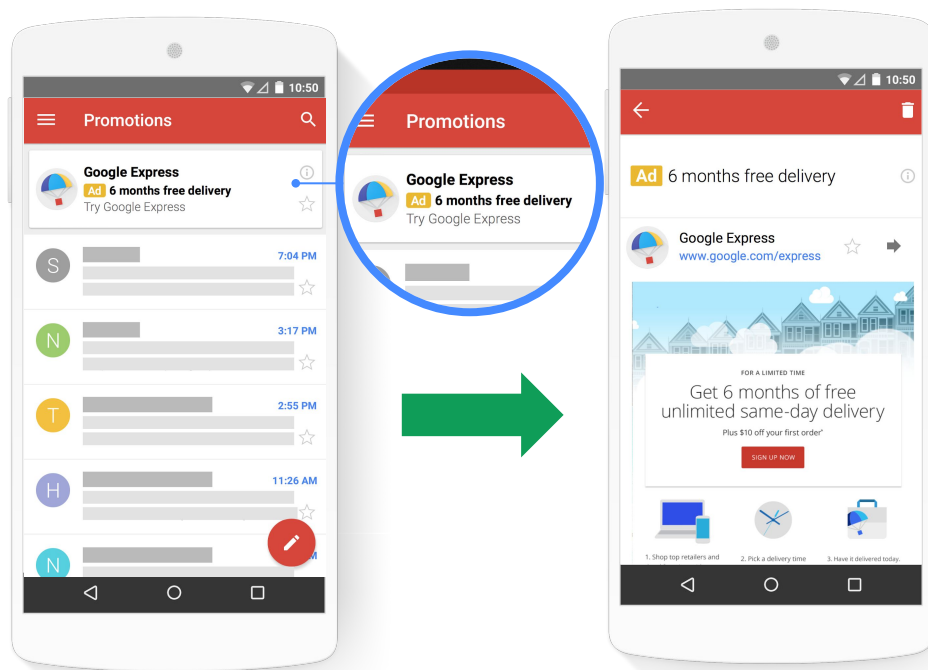 10:50
Promotions
Google Express
Ad 6 months free delivery
Try Google Express
S
7:04 PM
N
3:17 PM
T
2:55 PM
H
11:26 AM
N
M
Promotions
Google Express
Ad 6 months free delivery
Try Google Express
10:50
Ad 6 months free delivery
Google Express
www.google.com/express
FOR A LIMITED TIME
Get 6 months of free
unlimited same-day delivery
Plus $10 off your first order*
SIGN UP NOW
1. Shop top retailers and
2. Pick a delivery time
3. Have it delivered today.